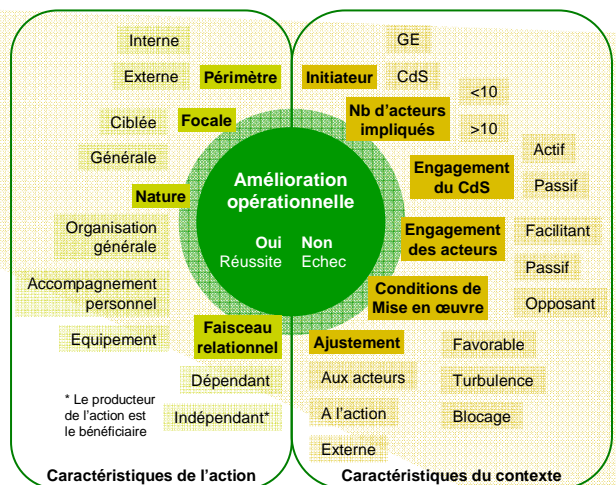 Interne
Externe
Périmètre
Ciblée
Focale
Générale
Nature
Organisation
générale
Accompagnement
personnel
Equipement
Faisceau
relationnel
Dépendant
Indépendant*
* Le producteur
de l’action est
le bénéficiaire
Caractéristiques de l’action
Amélioration
opérationnelle
Oui Non
Réussite Echec
GE
Initiateur
CdS
Nb d’acteurs
impliqués
<10
>10
Engagement
du CdS
Actif
Passif
Engagement
des acteurs
Facilitant
Passif
Opposant
Conditions de
Mise en œuvre
Favorable
Turbulence
Blocage
Ajustement
Aux acteurs
A l’action
Externe
Caractéristiques du contexte